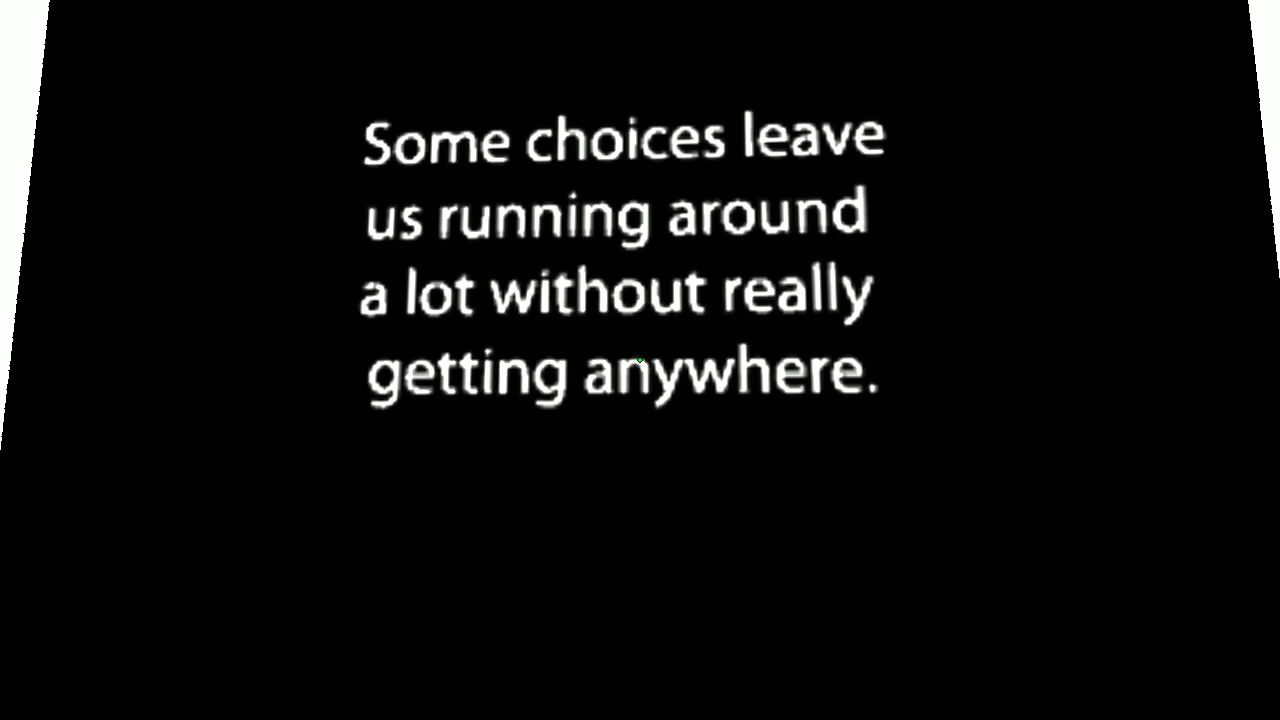 Some choices leave
us running around
a lot without really
getting anywhere.